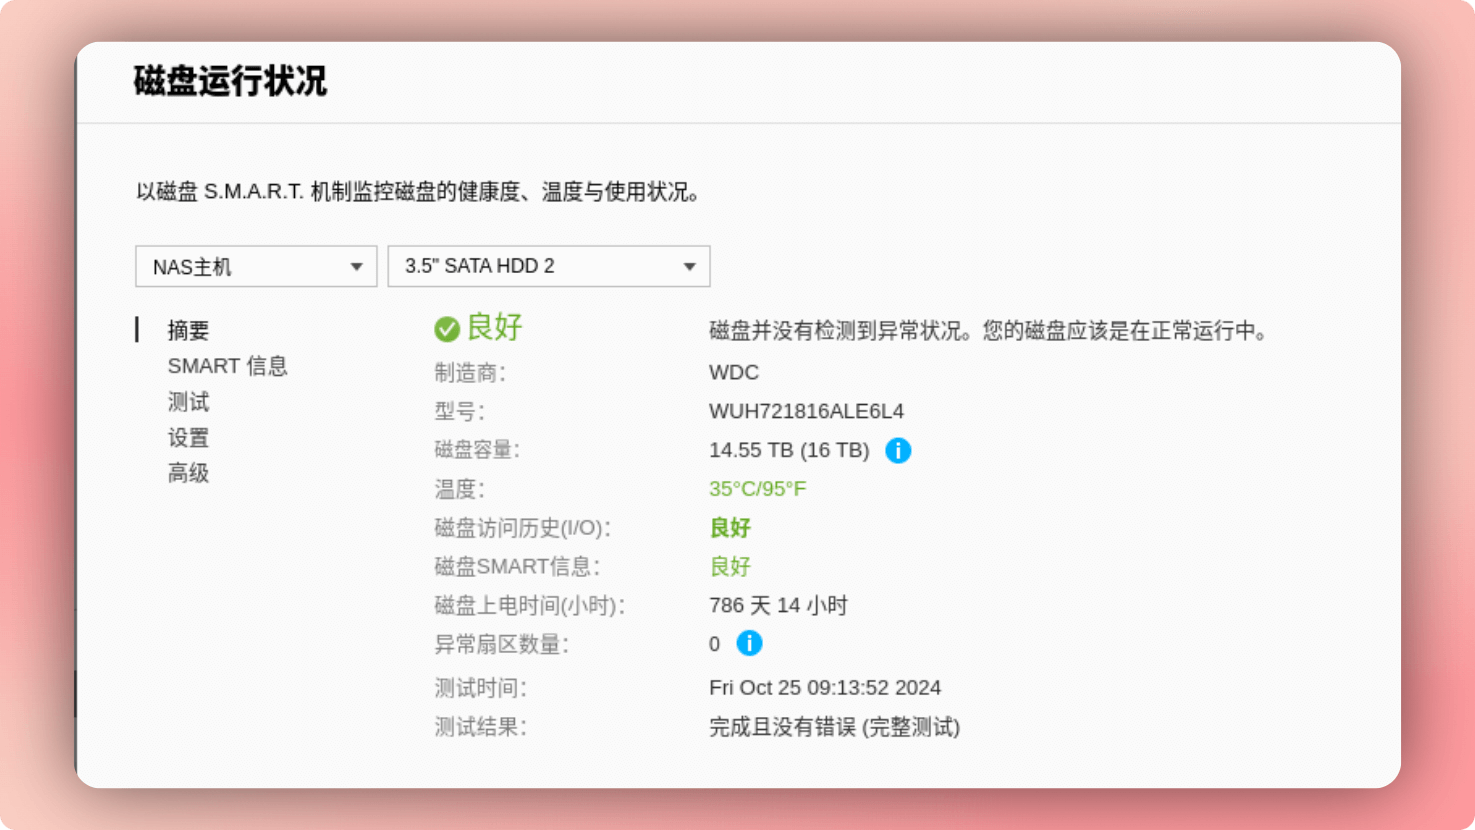 磁盘运行状况
以磁盘 S.M.A.R.T. 机制监控磁盘的健康度、温度与使用状况。
NAS主机
3.5" SATA HDD 2
摘要
SMART 信息
测试
设置
高级
良好 磁盘并没有检测到异常状况。您的磁盘应该是在正常运行中。
制造商: WDC
型号: WUH721816ALE6L4
磁盘容量: 14.55 TB (16 TB)
温度: 35°C/95°F
磁盘访问历史(I/O): 良好
磁盘SMART信息: 良好
磁盘上电时间(小时): 786 天 14 小时
异常扇区数量: 0
测试时间: Fri Oct 25 09:13:52 2024
测试结果: 完成且没有错误 (完整测试)